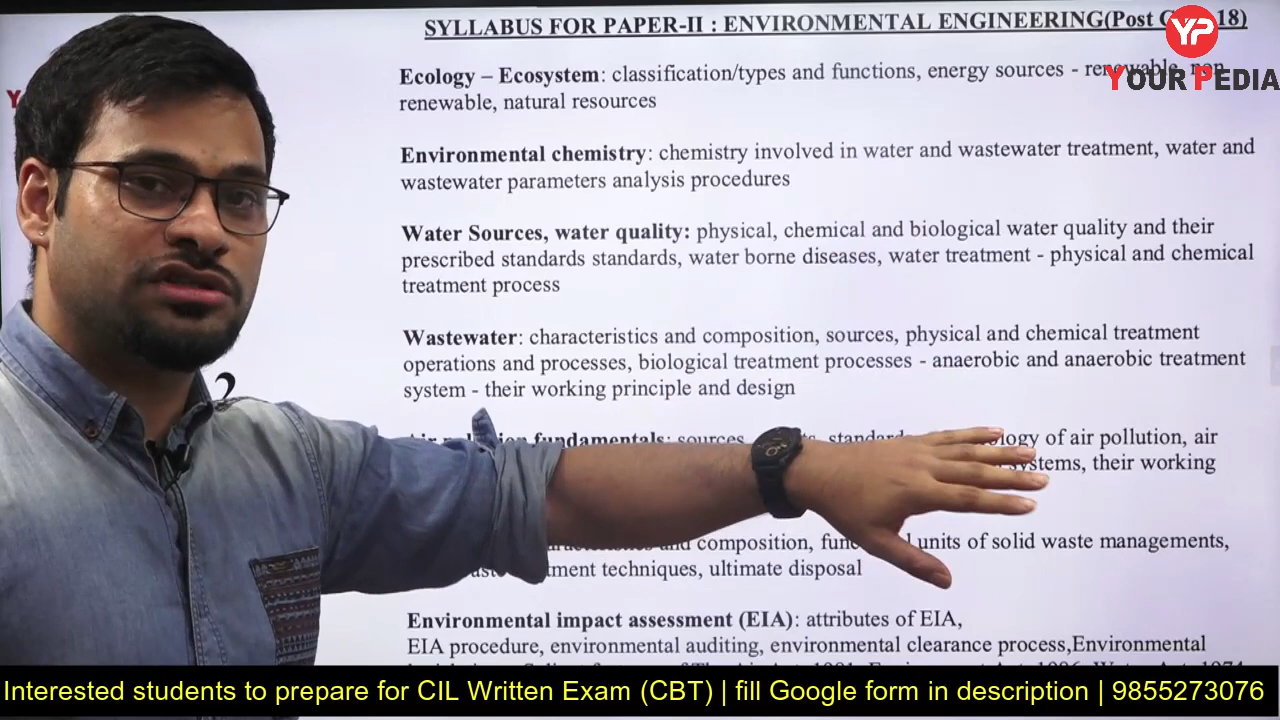 SYLLABUS FOR PAPER-II : ENVIRONMENTAL ENGINEERING(Post 18)
YP
YOUR PEDIA
Ecology – Ecosystem: classification/types and functions, energy sources - renewable, non
renewable, natural resources
Environmental chemistry: chemistry involved in water and wastewater treatment, water and
wastewater parameters analysis procedures
Water Sources, water quality: physical, chemical and biological water quality and their
prescribed standards standards, water borne diseases, water treatment - physical and chemical
treatment process
Wastewater: characteristics and composition, sources, physical and chemical treatment
operations and processes, biological treatment processes - anaerobic and anaerobic treatment
system - their working principle and design
fundamentals: sources of air pollution, air
systems, their working
and composition, units of solid waste managements,
techniques, ultimate disposal
Environmental impact assessment (EIA): attributes of EIA,
EIA procedure, environmental auditing, environmental clearance process,Environmental
Interested students to prepare for CIL Written Exam (CBT) | fill Google form in description | 9855273076